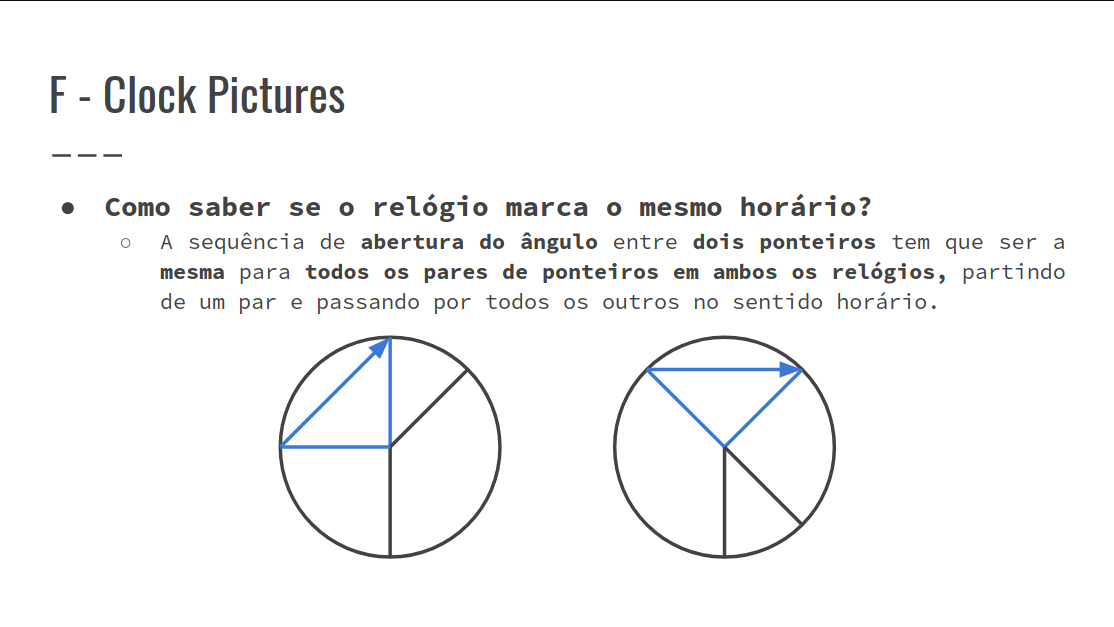 F - Clock Pictures
● Como saber se o relógio marca o mesmo horário?
○ A sequência de abertura do ângulo entre dois ponteiros tem que ser a
mesma para todos os pares de ponteiros em ambos os relógios, partindo
de um par e passando por todos os outros no sentido horário.